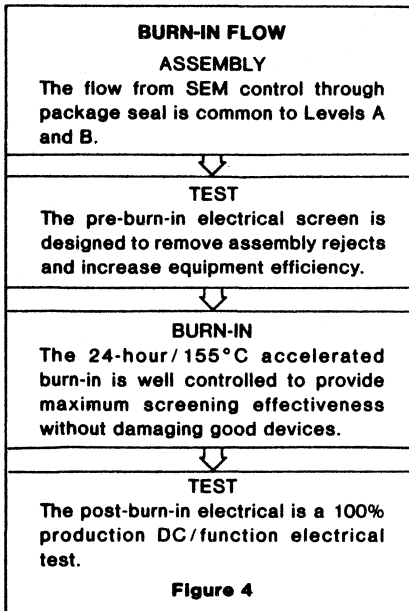 BURN-IN FLOW
ASSEMBLY
The flow from SEM control through
package seal is common to Levels A
and B.
TEST
The pre-burn-in electrical screen is
designed to remove assembly rejects
and increase equipment efficiency.
BURN-IN
The 24-hour/155°C accelerated
burn-in is well controlled to provide
maximum screening effectiveness
without damaging good devices.
TEST
The post-burn-in electrical is a 100%
production DC/function electrical
test.
Figure 4